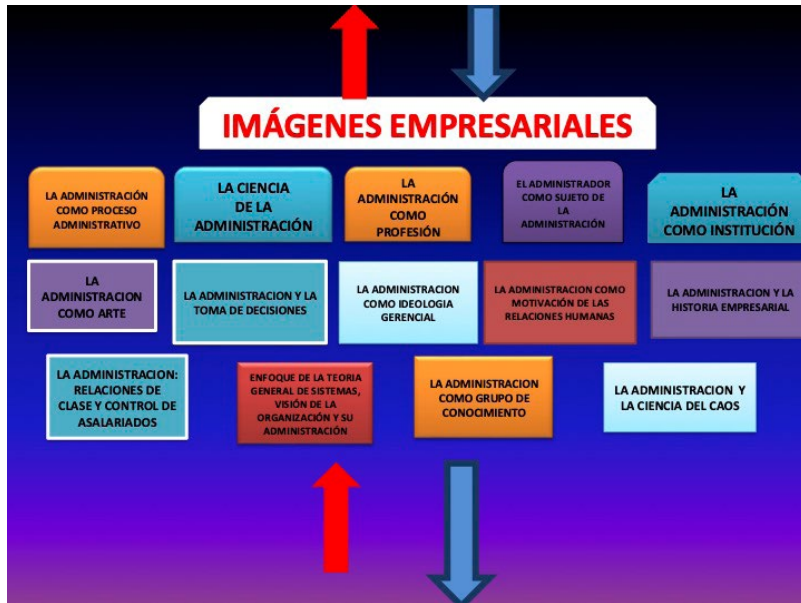 IMÁGENES EMPRESARIALES
LA ADMINISTRACIÓN
COMO PROCESO
ADMINISTRATIVO
LA CIENCIA
DE LA
ADMINISTRACIÓN
LA
ADMINISTRACIÓN
COMO
PROFESIÓN
EL ADMINISTRADOR
COMO SUJETO DE
LA
ADMINISTRACIÓN
LA
ADMINISTRACIÓN
COMO INSTITUCIÓN
LA
ADMINISTRACION
COMO ARTE
LA ADMINISTRACION Y LA
TOMA DE DECISIONES
LA ADMINISTRACION
COMO IDEOLOGIA
GERENCIAL
LA ADMINISTRACION COMO
MOTIVACIÓN DE LAS
RELACIONES HUMANAS
LA ADMINISTRACION Y LA
HISTORIA EMPRESARIAL
LA ADMINISTRACION:
RELACIONES DE
CLASE Y CONTROL DE
ASALARIADOS
ENFOQUE DE LA TEORIA
GENERAL DE SISTEMAS,
VISIÓN DE LA
ORGANIZACIÓN Y SU
ADMINISTRACIÓN
LA ADMINISTRACION
COMO GRUPO DE
CONOCIMIENTO
LA ADMINISTRACION Y
LA CIENCIA DEL CAOS